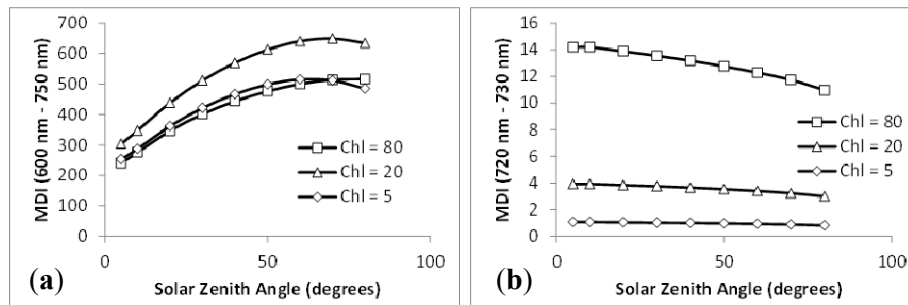 700
600
500
400
300
200
100
0
MDI (600 nm - 750 nm)
Chl = 80
Chl = 20
Chl = 5
0
50
100
Solar Zenith Angle (degrees)
(a)
16
14
12
10
8
6
4
2
0
MDI (720 nm - 730 nm)
Chl = 80
Chl = 20
Chl = 5
0
50
100
Solar Zenith Angle (degrees)
(b)